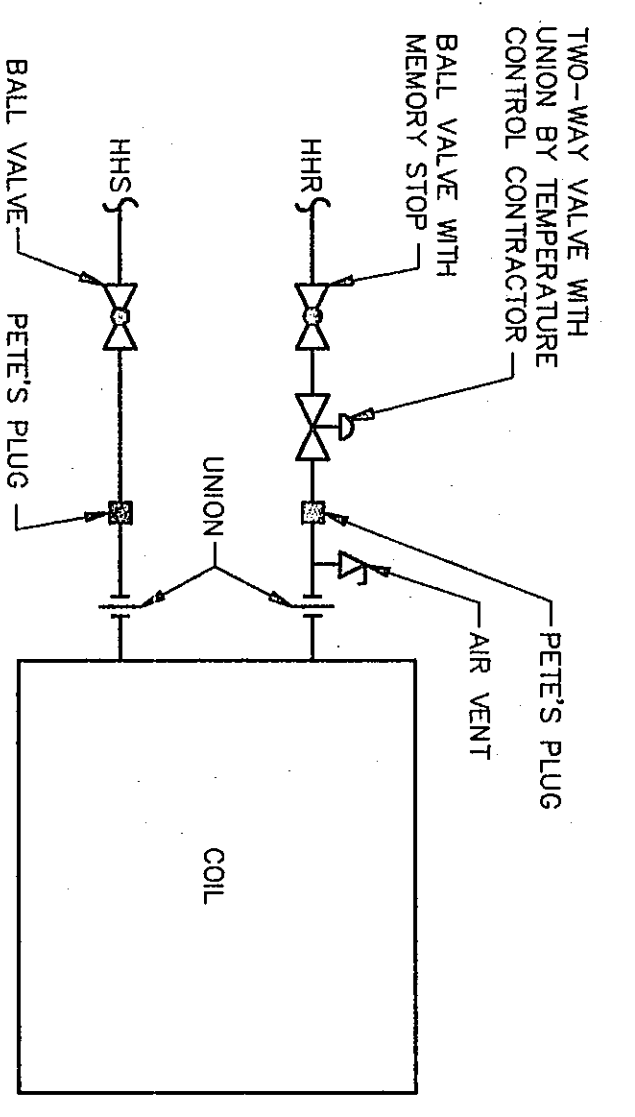 TWO-WAY VALVE WITH
UNION BY TEMPERATURE
CONTROL CONTRACTOR
BALL VALVE WITH
MEMORY STOP
PETE'S PLUG
AIR VENT
HHR
UNION
HHS
COIL
BALL VALVE
PETE'S PLUG